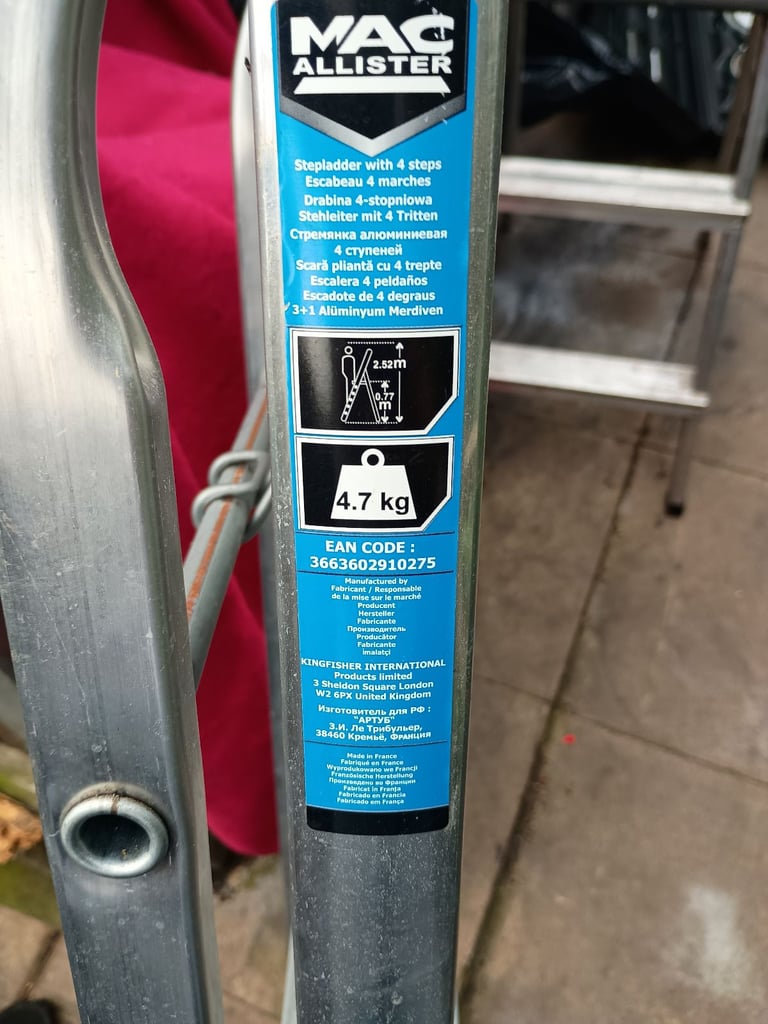 MAC
ALLISTER
Stepladder with 4 steps
Escabeau 4 marches
Drabina 4-stopniowa
Stehleiter mit 4 Tritten
Стремянка алюминиевая
4 ступеней
Scară pliantă cu 4 trepte
Escalera 4 peldaños
Escadote de 4 degraus
3+1 Alüminyum Merdiven
2.52m
0.77
m
4.7 kg
EAN CODE :
3663602910275
Manufactured by
Fabricant / Responsable
de la mise sur le marché
Producent
Hersteller
Fabricante
Производитель
Producător
Fabricante
imalatçi
KINGFISHER INTERNATIONAL
Products limited
3 Sheldon Square London
W2 6PX United Kingdom
Изготовитель для РФ :
"АРТУБ"
З.И. Ле Трибульер,
38460 Кремьё, Франция
Made in France
Fabriqué en France
Wyprodukowano we Francji
Französische Herstellung
Произведено во Франции
Fabricat in Franţa
Fabricado en Francia
Fabricado em França